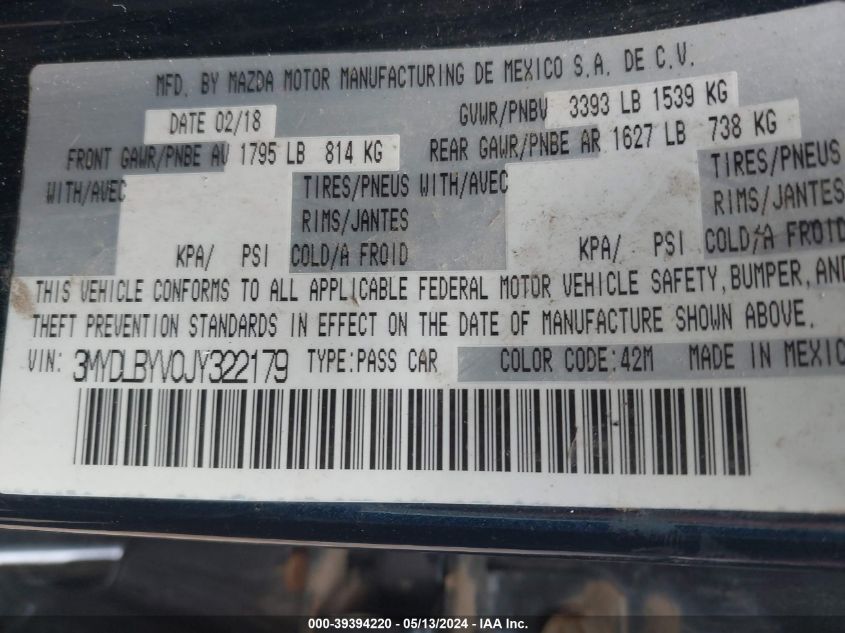 MFD. BY MAZDA MOTOR MANUFACTURING DE MEXICO S.A. DE C.V.
DATE 02/18 GVWR/PNBV 3393 LB 1539 KG
FRONT GAWR/PNBE AV 1795 LB 814 KG REAR GAWR/PNBE AR 1627 LB 738 KG
WITH/AVEC TIRES/PNEUS WITH/AVEC TIRES/PNEUS
RIMS/JANTES RIMS/JANTES
KPA/ PSI COLD/A FROID KPA/ PSI COLD/A FROID
THIS VEHICLE CONFORMS TO ALL APPLICABLE FEDERAL MOTOR VEHICLE SAFETY, BUMPER, AND
THEFT PREVENTION STANDARDS IN EFFECT ON THE DATE OF MANUFACTURE SHOWN ABOVE.
VIN: 3MYDLBYV0JY322179 TYPE:PASS CAR COLOR CODE:42M MADE IN MEXICO
000-39394220 - 05/13/2024 - IAA Inc.